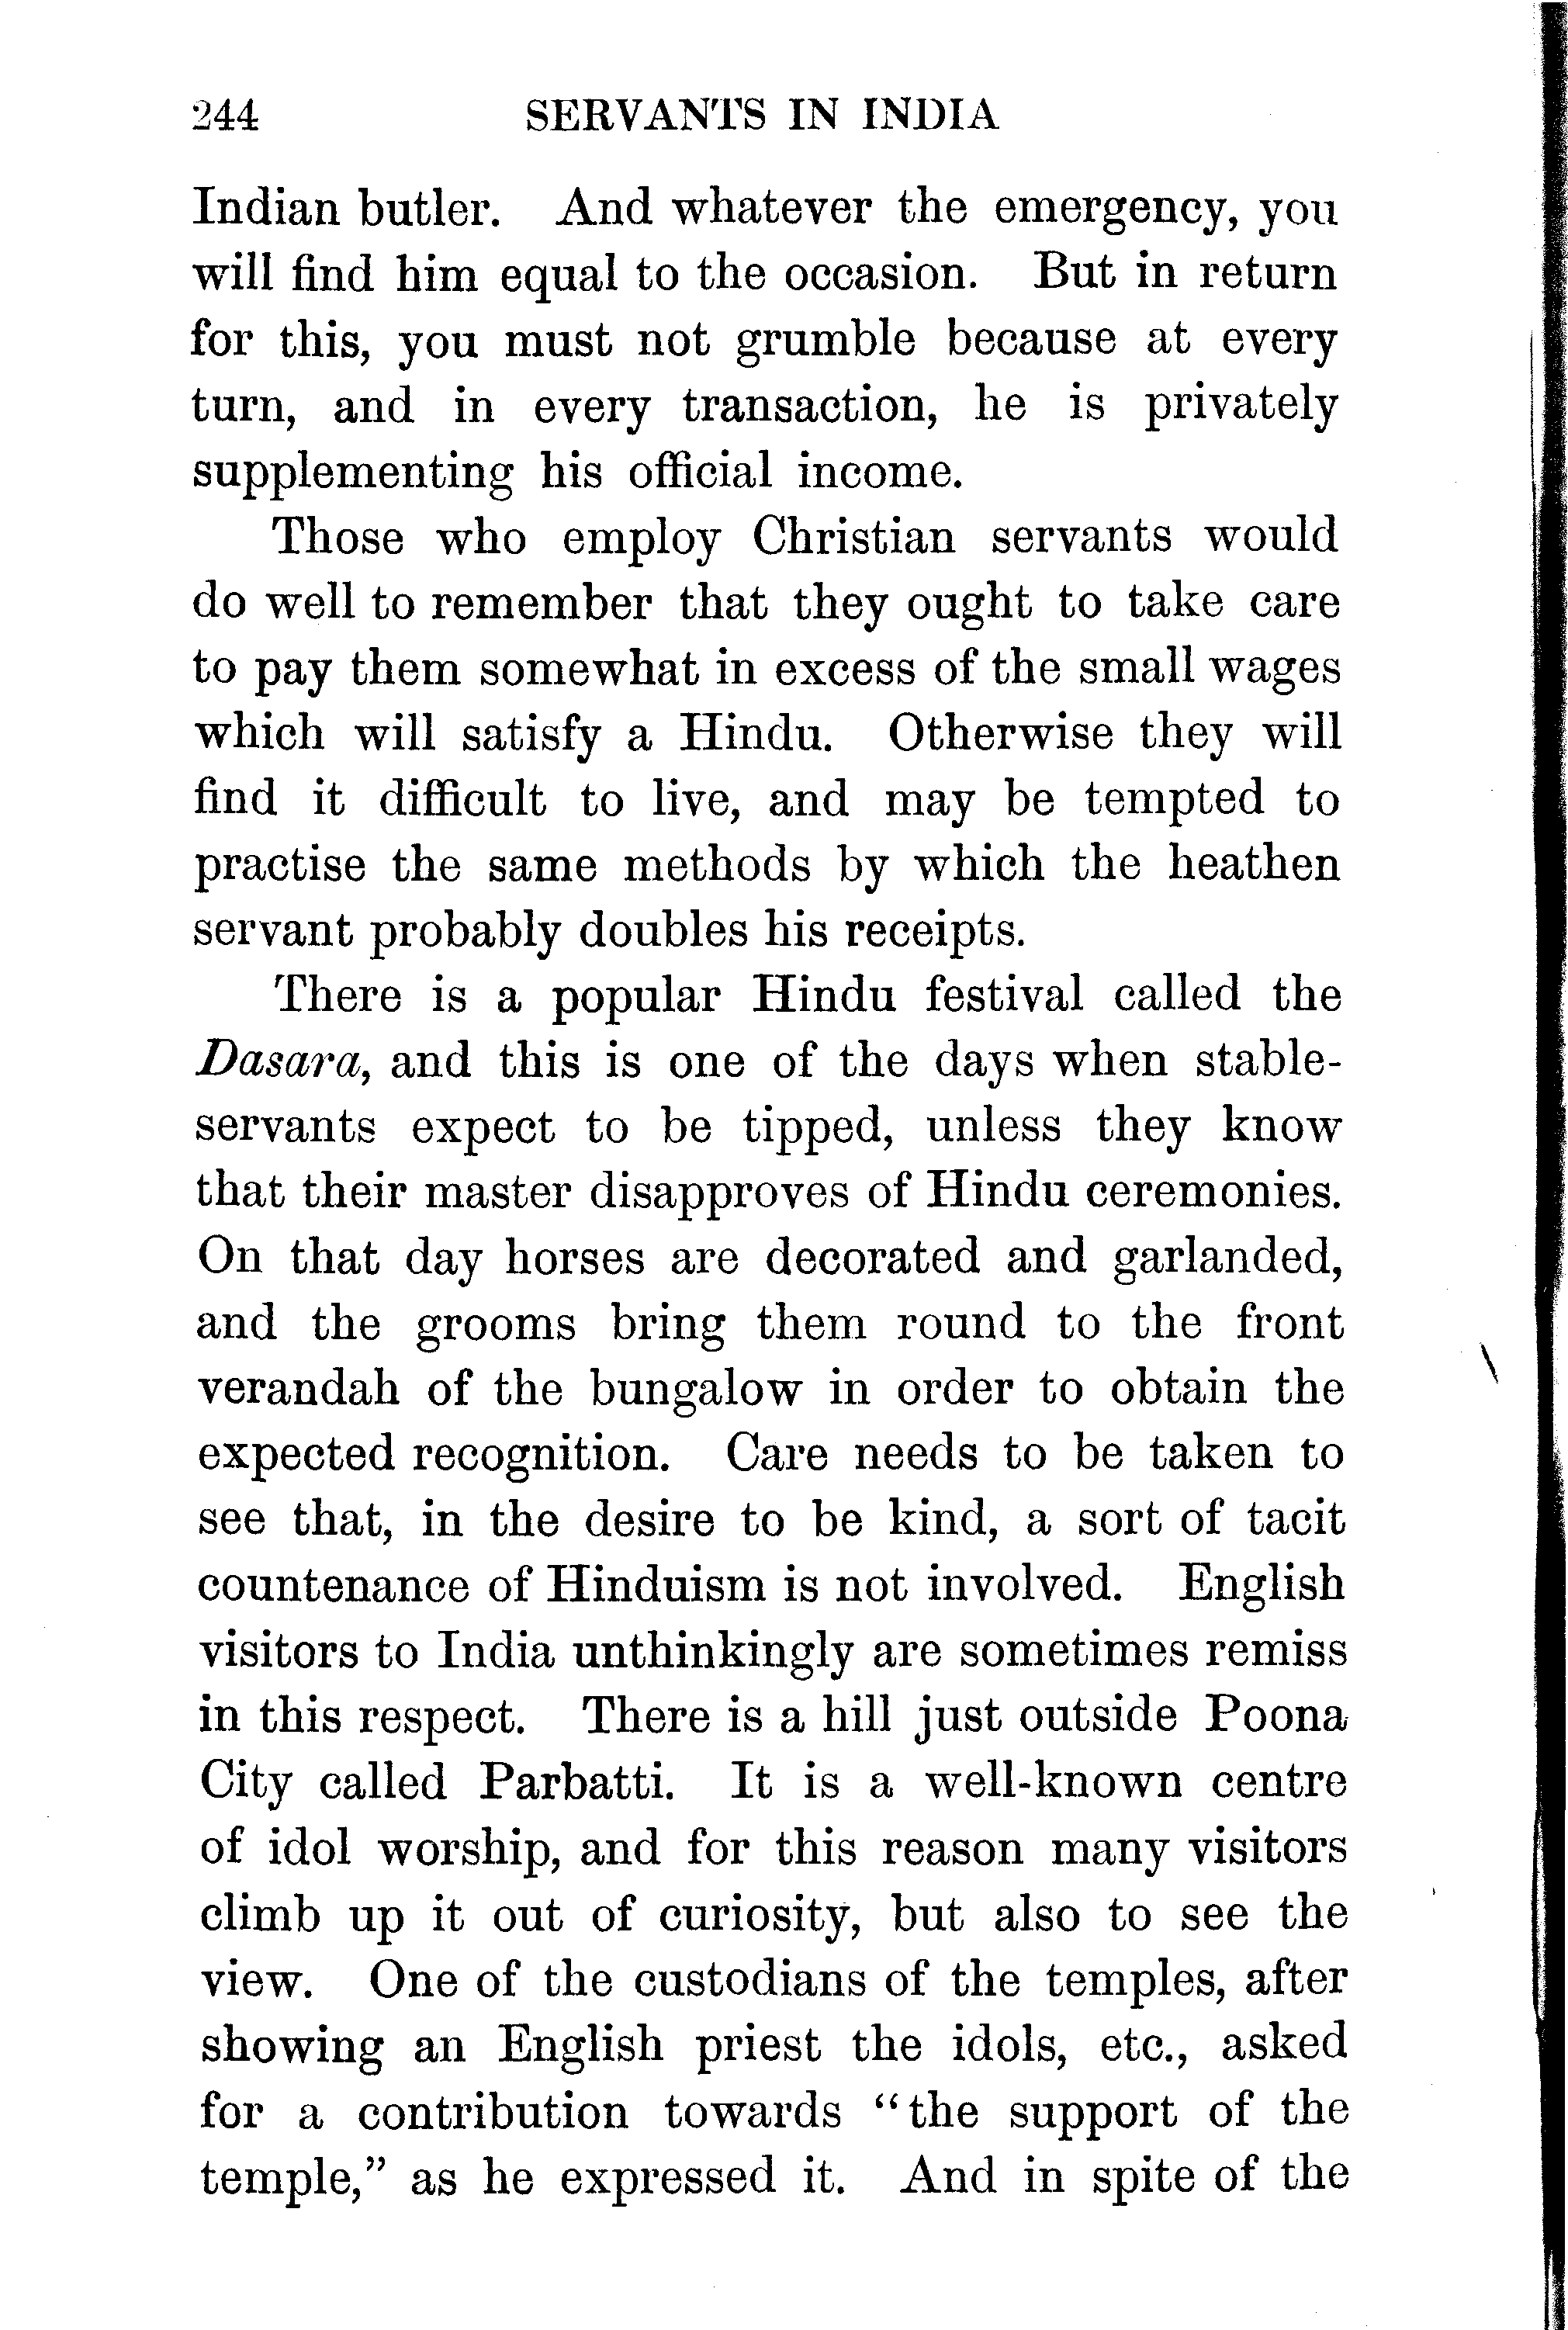 244 SERVANTS IN INDIA
Indian butler. And whatever the emergency, you
will find him equal to the occasion. But in return
for this, you must not grumble because at every
turn, and in every transaction, he is privately
supplementing his official income.
Those who employ Christian servants would
do well to remember that they ought to take care
to pay them somewhat in excess of the small wages
which will satisfy a Hindu. Otherwise they will
find it difficult to live, and may be tempted to
practise the same methods by which the heathen
servant probably doubles his receipts.
There is a popular Hindu festival called the
Dasara, and this is one of the days when stable-
servants expect to be tipped, unless they know
that their master disapproves of Hindu ceremonies.
On that day horses are decorated and garlanded,
and the grooms bring them round to the front
verandah of the bungalow in order to obtain the
expected recognition. Care needs to be taken to
see that, in the desire to be kind, a sort of tacit
countenance of Hinduism is not involved. English
visitors to India unthinkingly are sometimes remiss
in this respect. There is a hill just outside Poona
City called Parbatti. It is a well-known centre
of idol worship, and for this reason many visitors
climb up it out of curiosity, but also to see the
view. One of the custodians of the temples, after
showing an English priest the idols, etc., asked
for a contribution towards "the support of the
temple," as he expressed it. And in spite of the